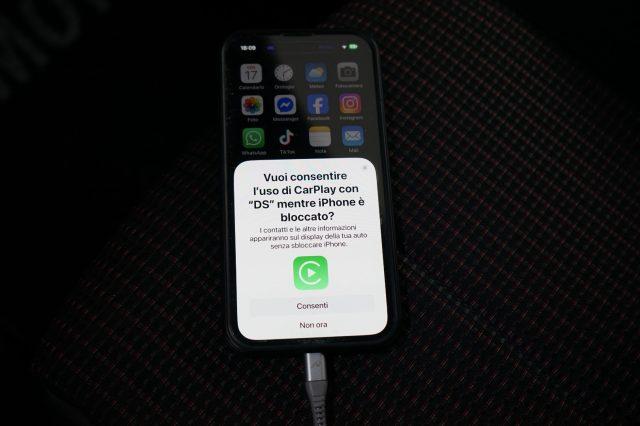 18:09
17
Calendario Orologio Meteo Fotocamera
Foto Messenger Facebook Instagram
WhatsApp TikTok Note Mail
Vuoi consentire
l'uso di CarPlay con
"DS" mentre iPhone è
bloccato?
I contatti e le altre informazioni
appariranno sul display della tua auto
senza sbloccare iPhone.
Consenti
Non ora